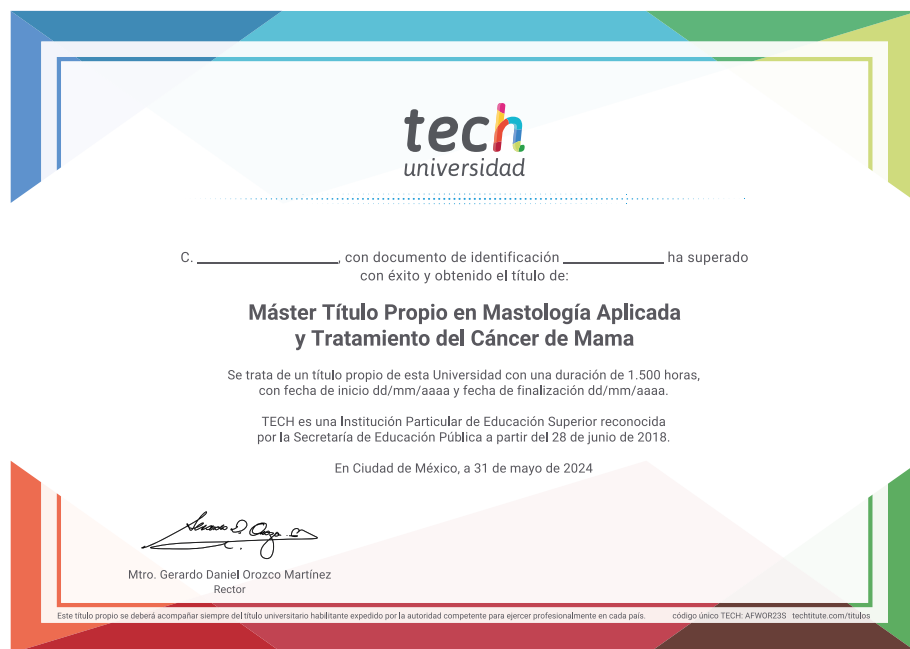 tech
universidad
C. ________________, con documento de identificación ____________ ha superado
con éxito y obtenido el título de:
Máster Título Propio en Mastología Aplicada
y Tratamiento del Cáncer de Mama
Se trata de un título propio de esta Universidad con una duración de 1.500 horas,
con fecha de inicio dd/mm/aaaa y fecha de finalización dd/mm/aaaa.
TECH es una Institución Particular de Educación Superior reconocida
por la Secretaría de Educación Pública a partir del 28 de junio de 2018.
En Ciudad de México, a 31 de mayo de 2024
Mtro. Gerardo Daniel Orozco Martínez
Rector
Este título propio se deberá acompañar siempre del título universitario habilitante expedido por la autoridad competente para ejercer profesionalmente en cada país. código único TECH: AFWOR23S techtitute.com/titulos